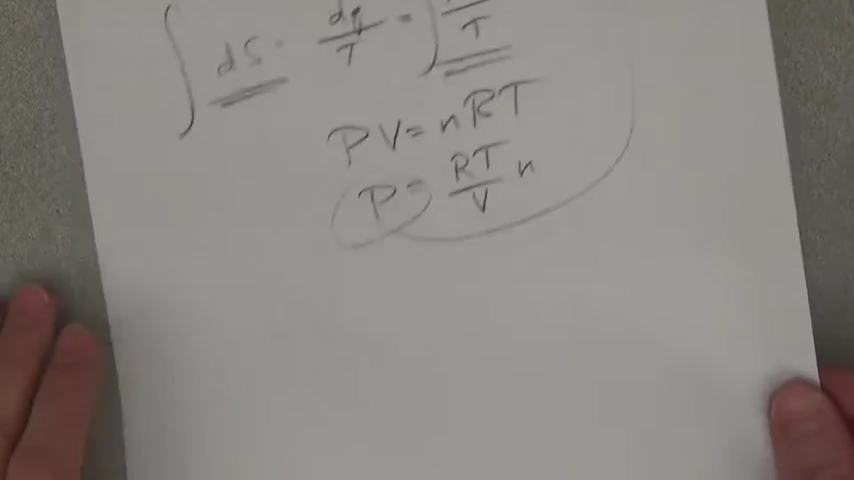 ∫ dS = dq/T = ∫ /T
PV = nRT
P = RT/V n